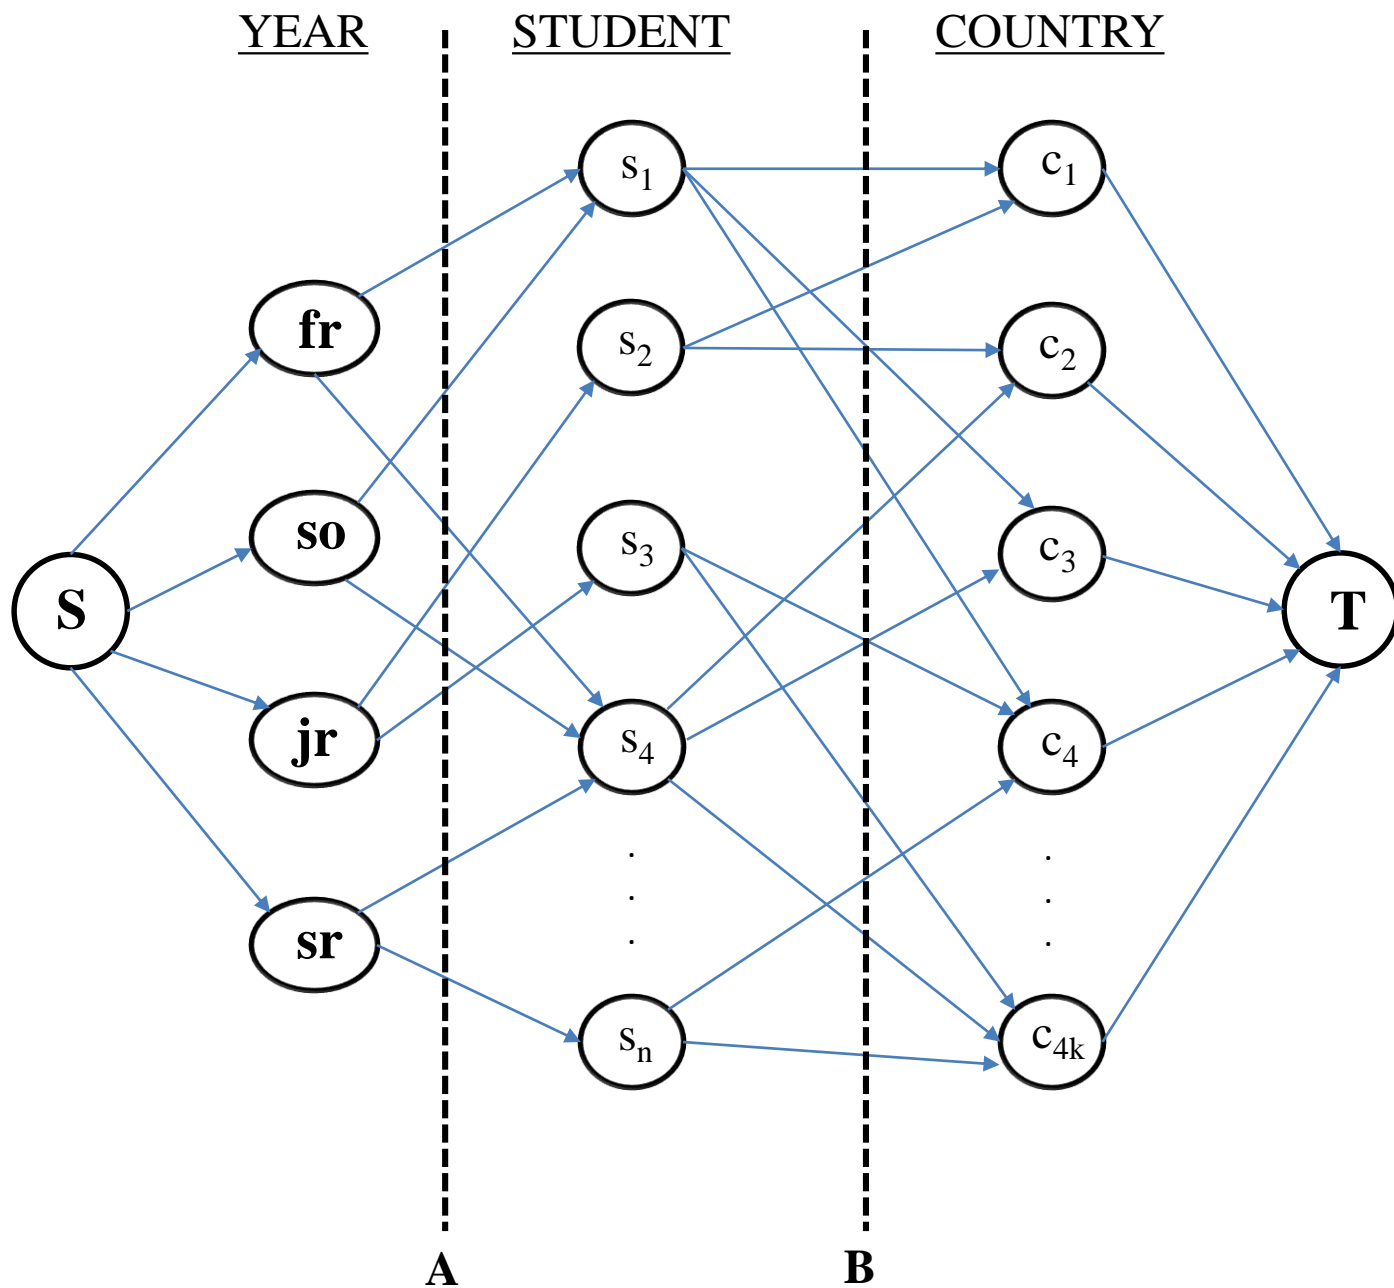 YEAR STUDENT COUNTRY
s1 c1
fr s2 c2
so s3 c3
S T
jr s4 c4
.
.
.
.
.
.
sr
sn c4k
A B